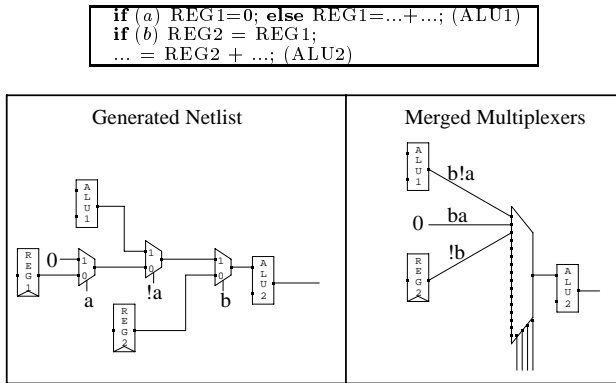 if (a) REG1=0; else REG1=...+...; (ALU1)
if (b) REG2 = REG1;
... = REG2 + ...; (ALU2)
Generated Netlist
Merged Multiplexers
ALU1
REG1
0
1
0
a
1
0
!a
REG2
1
0
b
ALU2
ALU1
b!a
0
ba
REG2
!b
ALU2